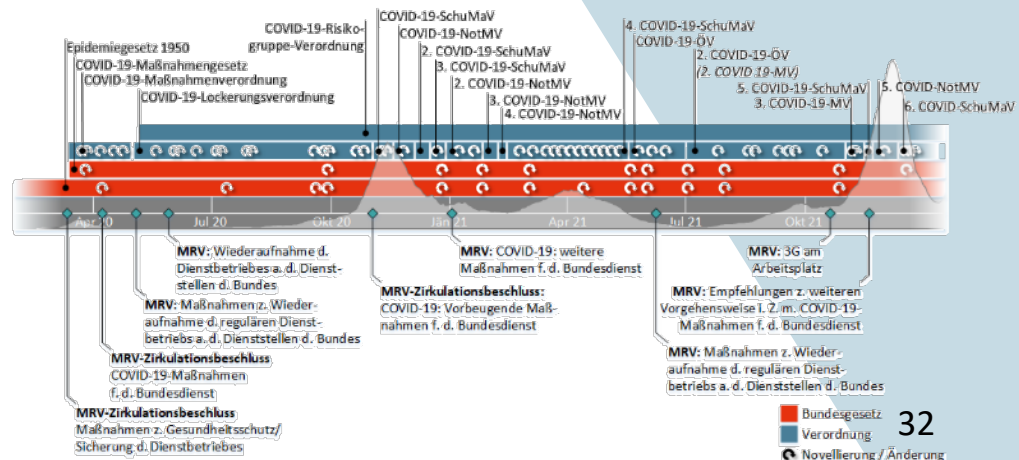 Epidemiegesetz 1950
COVID-19-Maßnahmengesetz
COVID-19-Maßnahmenverordnung
COVID-19-Lockerungsverordnung
COVID-19-Risiko-
gruppe-Verordnung
COVID-19-SchuMaV
COVID-19-NotMV
2. COVID-19-SchuMaV
3. COVID-19-SchuMaV
2. COVID-19-NotMV
3. COVID-19-NotMV
4. COVID-19-NotMV
4. COVID-19-SchuMaV
COVID-19-ÖV
2. COVID-19-ÖV
(2. COVID 19-MV)
5. COVID-19-SchuMaV
3. COVID-19-MV
5. COVID-NotMV
6. COVID-SchuMaV
Apr 20
Jul 20
Okt 20
Jän 21
Apr 21
Jul 21
Okt 21
MRV: Wiederaufnahme d.
Dienstbetriebes a. d. Dienst-
stellen d. Bundes
MRV: Maßnahmen z. Wieder-
aufnahme d. regulären Dienst-
betriebs a. d. Dienststellen d. Bundes
MRV-Zirkulationsbeschluss
COVID-19-Maßnahmen
f. d. Bundesdienst
MRV-Zirkulationsbeschluss
Maßnahmen z. Gesundheitsschutz/
Sicherung d. Dienstbetriebes
MRV-Zirkulationsbeschluss:
COVID-19: Vorbeugende Maß-
nahmen f. d. Bundesdienst
MRV: COVID-19: weitere
Maßnahmen f. d. Bundesdienst
MRV: 3G am
Arbeitsplatz
MRV: Empfehlungen z. weiteren
Vorgehensweise i. Z. m. COVID-19-
Maßnahmen f. d. Bundesdienst
MRV: Maßnahmen z. Wieder-
aufnahme d. regulären Dienst-
betriebs a. d. Dienststellen d. Bundes
Bundesgesetz
Verordnung
Novellierung / Änderung
32